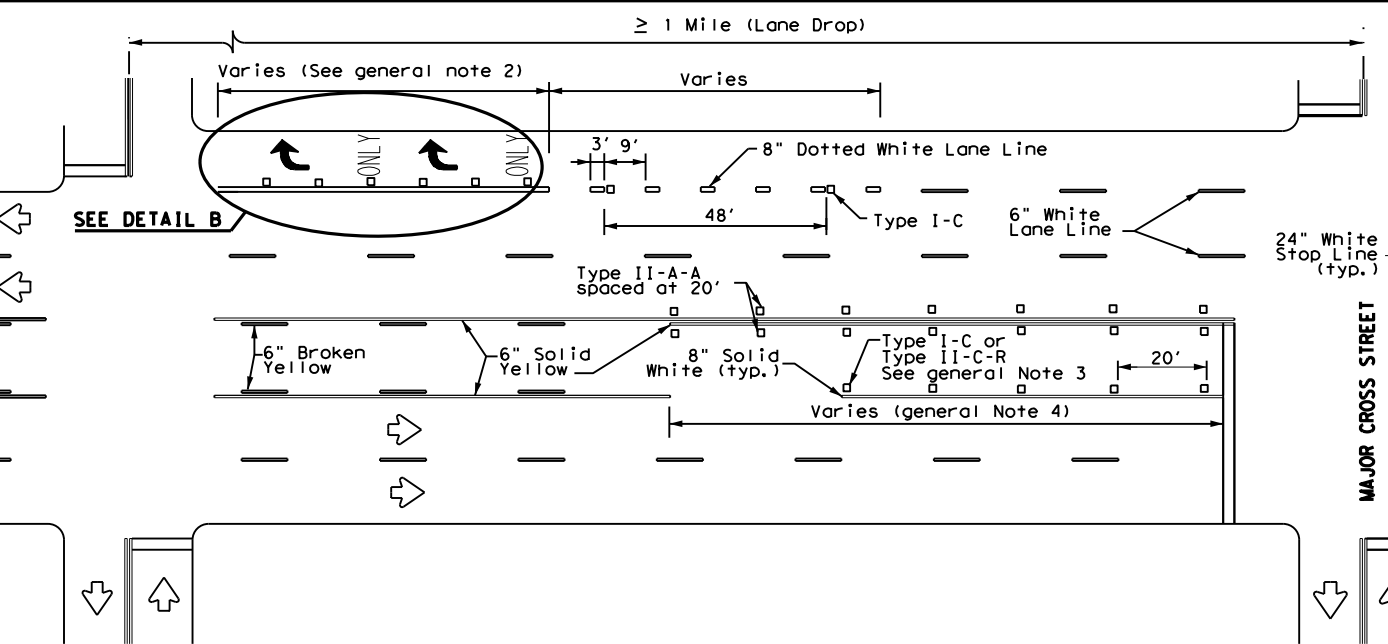 ≥ 1 Mile (Lane Drop)
Varies (See general note 2)
Varies
ONLY
ONLY
3' 9'
8" Dotted White Lane Line
SEE DETAIL B
48'
Type I-C
6" White
Lane Line
24" White
Stop Line
(typ.)
Type II-A-A
spaced at 20'
6" Broken
Yellow
6" Solid
Yellow
8" Solid
White (typ.)
Type I-C or
Type II-C-R
See general Note 3
20'
Varies (general Note 4)
MAJOR CROSS STREET